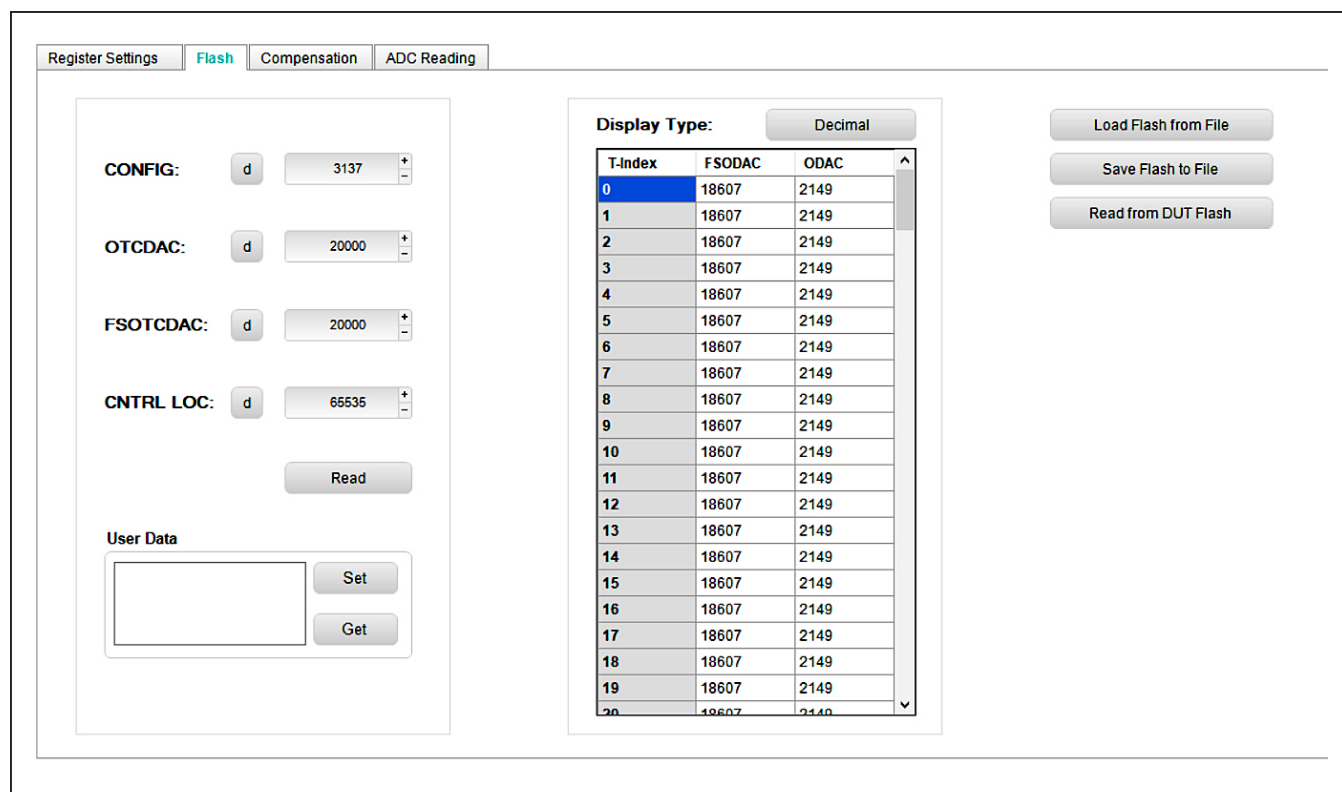 Register Settings Flash Compensation ADC Reading
CONFIG: d 3137 + -
OTCDAC: d 20000 + -
FSOTCDAC: d 20000 + -
CNTRL LOC: d 65535 + -
Read
User Data
Set
Get
Display Type: Decimal
T-Index FSODAC ODAC
0 18607 2149
1 18607 2149
2 18607 2149
3 18607 2149
4 18607 2149
5 18607 2149
6 18607 2149
7 18607 2149
8 18607 2149
9 18607 2149
10 18607 2149
11 18607 2149
12 18607 2149
13 18607 2149
14 18607 2149
15 18607 2149
16 18607 2149
17 18607 2149
18 18607 2149
19 18607 2149
20 18607 2149
Load Flash from File
Save Flash to File
Read from DUT Flash